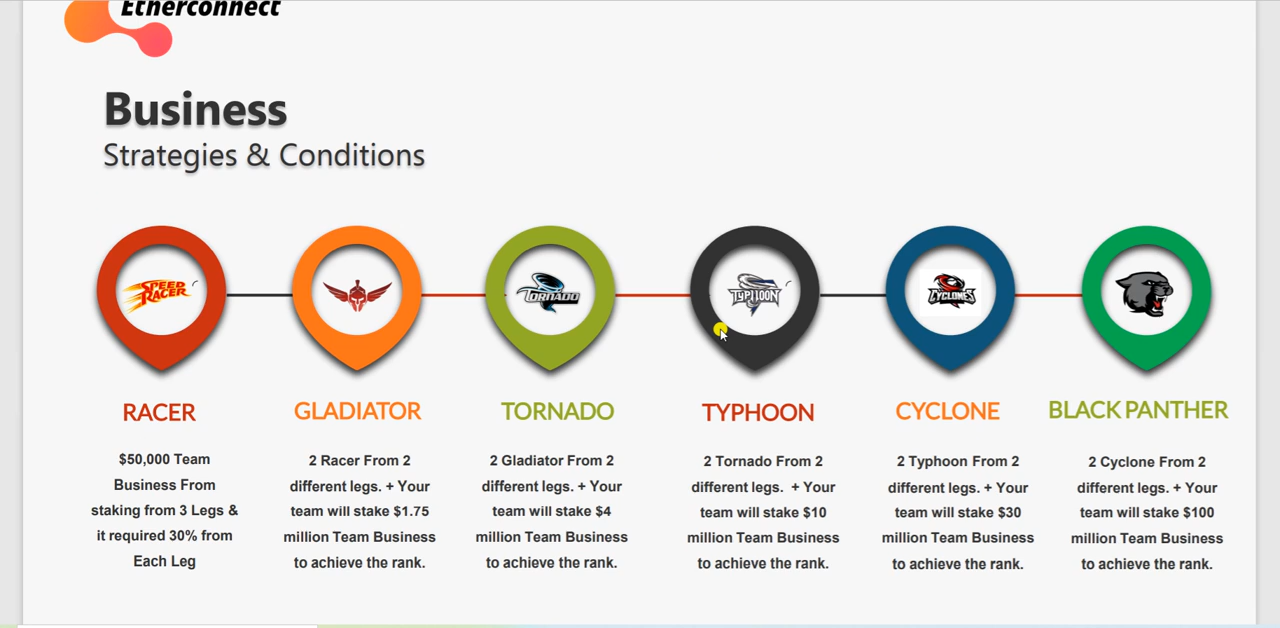 Etherconnect
Business
Strategies & Conditions
SPEED
RACER
TORNADO
TYPHOON
CYCLONES
RACER
GLADIATOR
TORNADO
TYPHOON
CYCLONE
BLACK PANTHER
$50,000 Team
Business From
staking from 3 Legs &
it required 30% from
Each Leg
2 Racer From 2
different legs. + Your
team will stake $1.75
million Team Business
to achieve the rank.
2 Gladiator From 2
different legs. + Your
team will stake $4
million Team Business
to achieve the rank.
2 Tornado From 2
different legs.  + Your
team will stake $10
million Team Business
to achieve the rank.
2 Typhoon From 2
different legs. + Your
team will stake $30
million Team Business
to achieve the rank.
2 Cyclone From 2
different legs. + Your
team will stake $100
million Team Business
to achieve the rank.